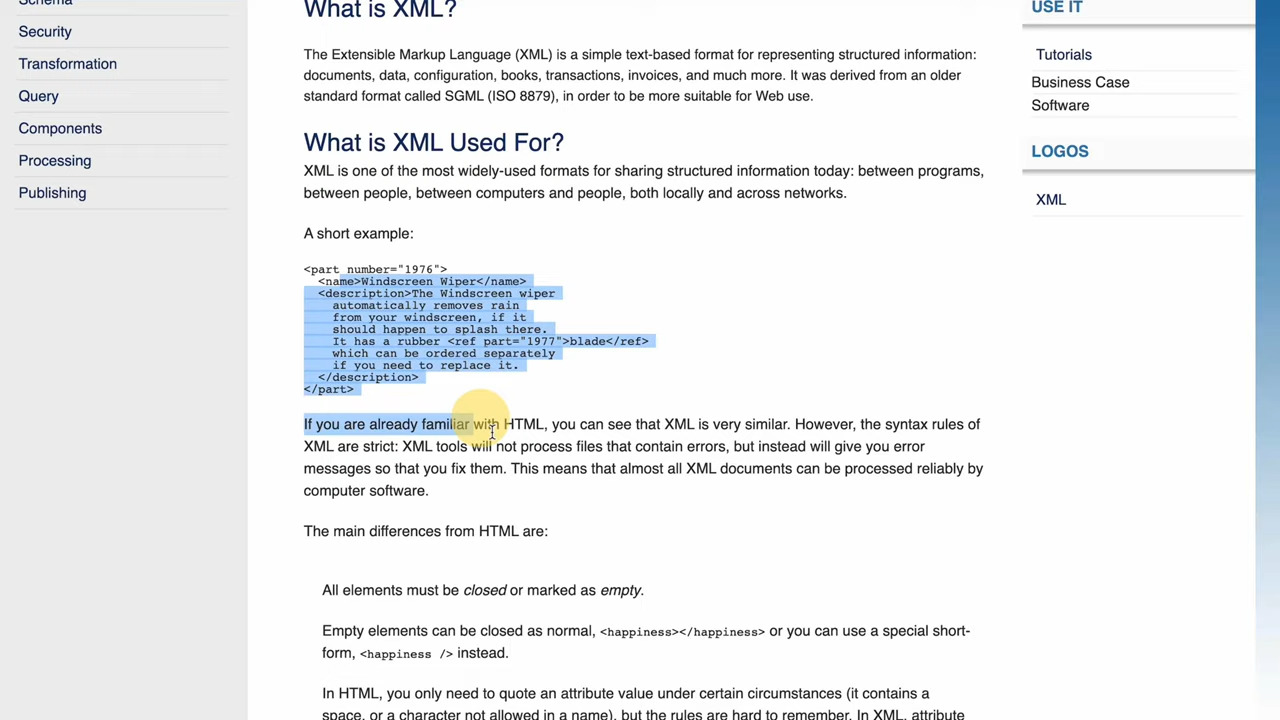 Schema
Security
Transformation
Query
Components
Processing
Publishing
What is XML?
The Extensible Markup Language (XML) is a simple text-based format for representing structured information:
documents, data, configuration, books, transactions, invoices, and much more. It was derived from an older
standard format called SGML (ISO 8879), in order to be more suitable for Web use.
What is XML Used For?
XML is one of the most widely-used formats for sharing structured information today: between programs,
between people, between computers and people, both locally and across networks.
A short example:
<part number="1976">
  <name>Windscreen Wiper</name>
  <description>The Windscreen wiper
    automatically removes rain
    from your windscreen, if it
    should happen to splash there.
    It has a rubber <ref part="1977">blade</ref>
    which can be ordered separately
    if you need to replace it.
  </description>
</part>
If you are already familiar with HTML, you can see that XML is very similar. However, the syntax rules of
XML are strict: XML tools will not process files that contain errors, but instead will give you error
messages so that you fix them. This means that almost all XML documents can be processed reliably by
computer software.
The main differences from HTML are:
All elements must be closed or marked as empty.
Empty elements can be closed as normal, <happiness></happiness> or you can use a special short-
form, <happiness /> instead.
In HTML, you only need to quote an attribute value under certain circumstances (it contains a
space, or a character not allowed in a name), but the rules are hard to remember. In XML, attribute
USE IT
Tutorials
Business Case
Software
LOGOS
XML